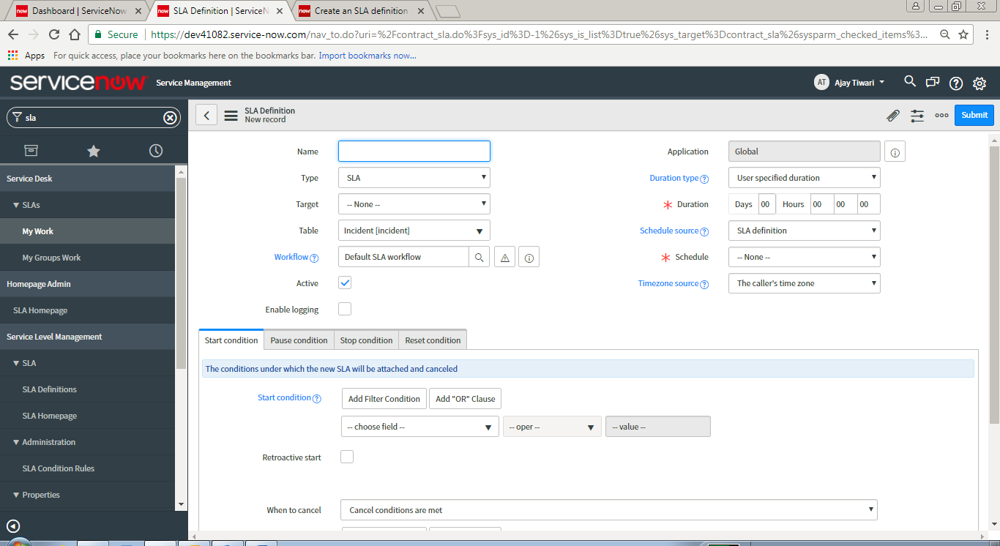 Dashboard | ServiceNow
SLA Definition | ServiceN
Create an SLA definition
Secure https://dev41082.service-now.com/nav_to.do?uri=%2Fcontract_sla.do%3Fsys_id%3D-1%26sys_is_list%3Dtrue%26sys_target%3Dcontract_sla%26sysparm_checked_items%3...
Apps For quick access, place your bookmarks here on the bookmarks bar. Import bookmarks now...
servicenow Service Management
AT Ajay Tiwari
sla
SLA Definition
New record
Submit
Service Desk
SLAs
My Work
My Groups Work
Homepage Admin
SLA Homepage
Service Level Management
SLA
SLA Definitions
SLA Homepage
Administration
SLA Condition Rules
Properties
Name
Type SLA
Target -- None --
Table Incident [incident]
Workflow Default SLA workflow
Active
Enable logging
Application Global
Duration type User specified duration
Duration Days 00 Hours 00 00 00
Schedule source SLA definition
Schedule -- None --
Timezone source The caller's time zone
Start condition Pause condition Stop condition Reset condition
The conditions under which the new SLA will be attached and canceled
Start condition Add Filter Condition Add "OR" Clause
-- choose field -- -- oper -- -- value --
Retroactive start
When to cancel Cancel conditions are met